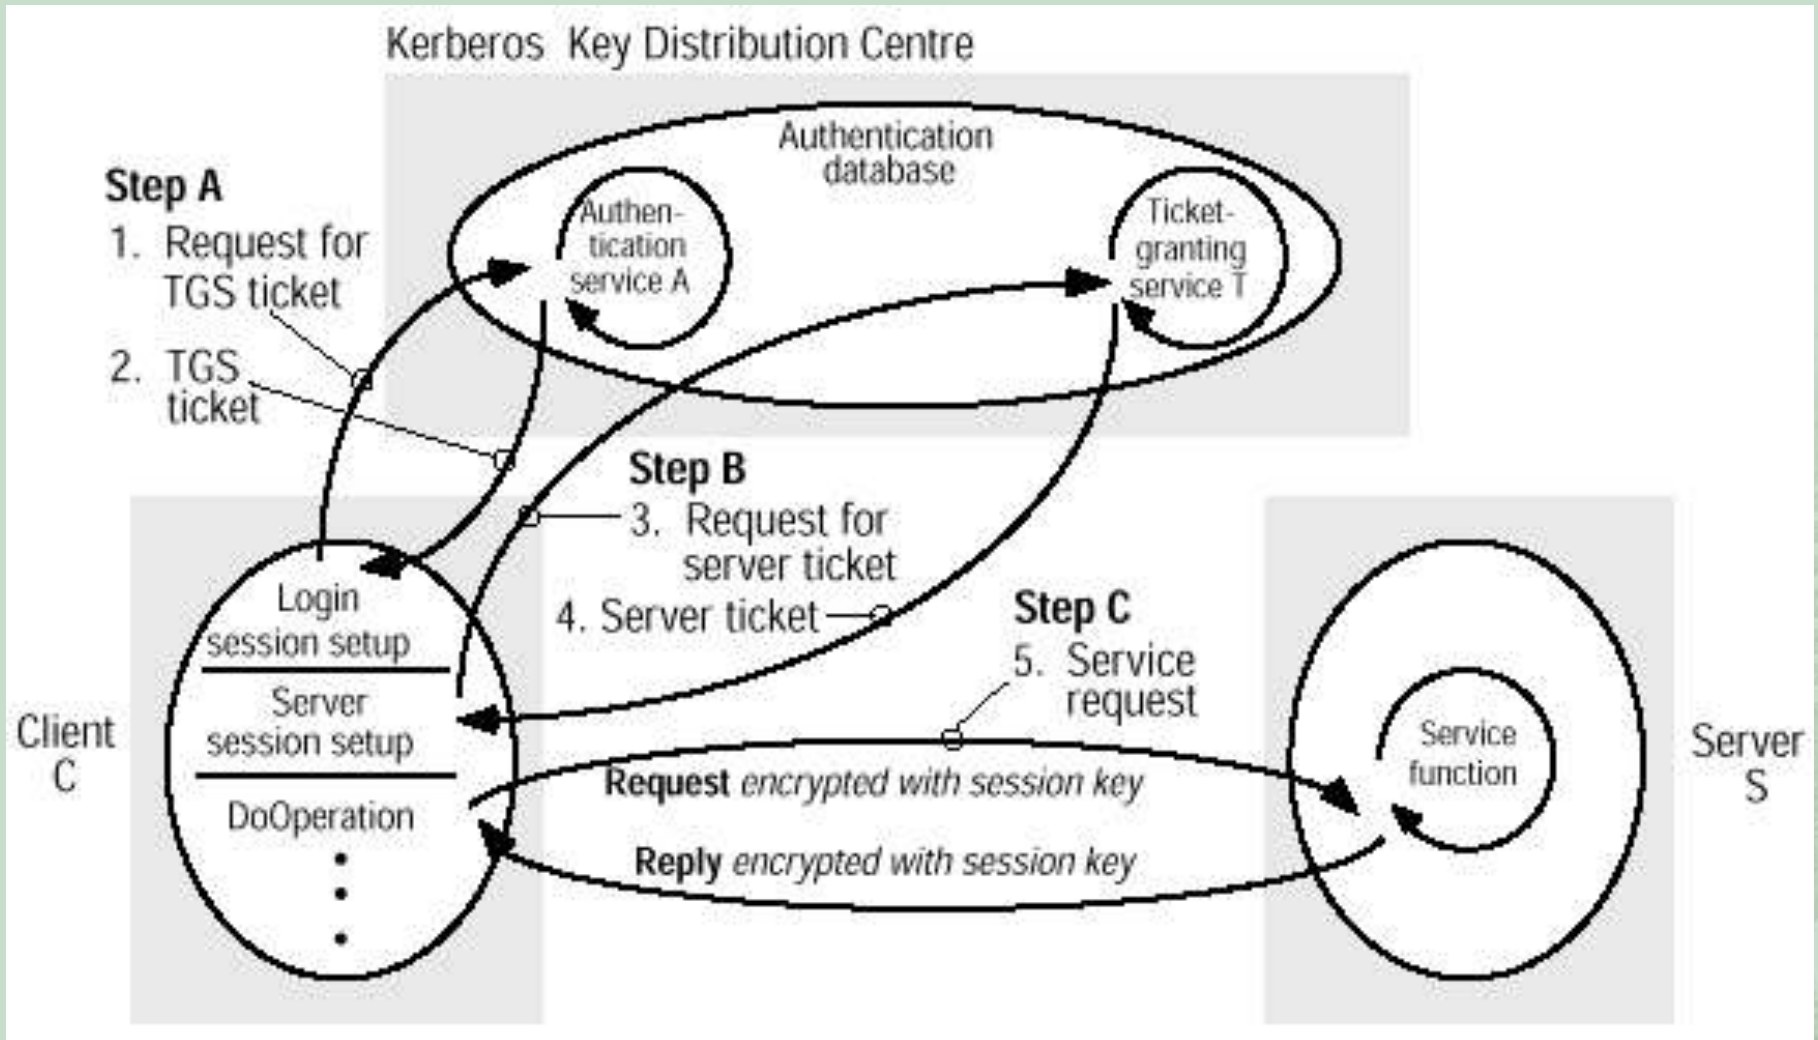 Kerberos Key Distribution Centre
Authentication
database
Step A
1. Request for
TGS ticket
2. TGS
ticket
Authen-
tication
service A
Ticket-
granting
service T
Step B
3. Request for
server ticket
4. Server ticket
Step C
5. Service
request
Client
C
Login
session setup
Server
session setup
DoOperation
Request encrypted with session key
Reply encrypted with session key
Service
function
Server
S